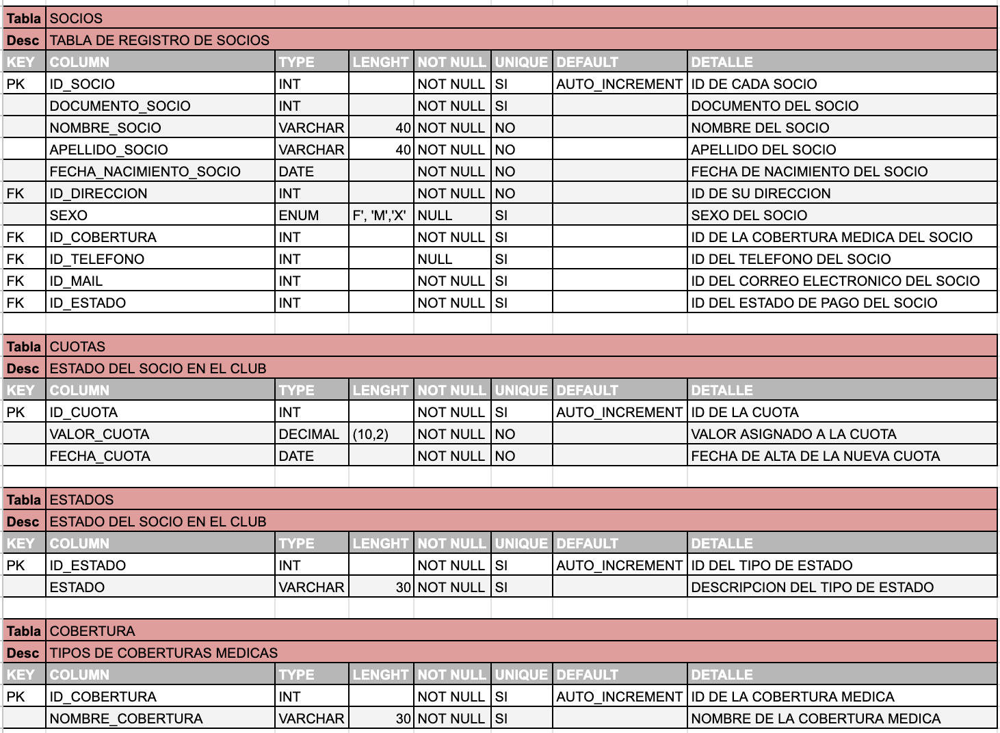 Tabla SOCIOS
Desc TABLA DE REGISTRO DE SOCIOS
KEY COLUMN TYPE LENGHT NOT NULL UNIQUE DEFAULT DETALLE
PK ID_SOCIO INT NOT NULL SI AUTO_INCREMENT ID DE CADA SOCIO
DOCUMENTO_SOCIO INT NOT NULL SI DOCUMENTO DEL SOCIO
NOMBRE_SOCIO VARCHAR 40 NOT NULL NO NOMBRE DEL SOCIO
APELLIDO_SOCIO VARCHAR 40 NOT NULL NO APELLIDO DEL SOCIO
FECHA_NACIMIENTO_SOCIO DATE NOT NULL NO FECHA DE NACIMIENTO DEL SOCIO
FK ID_DIRECCION INT NOT NULL NO ID DE SU DIRECCION
SEXO ENUM F', 'M','X' NULL SI SEXO DEL SOCIO
FK ID_COBERTURA INT NOT NULL SI ID DE LA COBERTURA MEDICA DEL SOCIO
FK ID_TELEFONO INT NULL SI ID DEL TELEFONO DEL SOCIO
FK ID_MAIL INT NOT NULL SI ID DEL CORREO ELECTRONICO DEL SOCIO
FK ID_ESTADO INT NOT NULL SI ID DEL ESTADO DE PAGO DEL SOCIO
Tabla CUOTAS
Desc ESTADO DEL SOCIO EN EL CLUB
KEY COLUMN TYPE LENGHT NOT NULL UNIQUE DEFAULT DETALLE
PK ID_CUOTA INT NOT NULL SI AUTO_INCREMENT ID DE LA CUOTA
VALOR_CUOTA DECIMAL (10,2) NOT NULL NO VALOR ASIGNADO A LA CUOTA
FECHA_CUOTA DATE NOT NULL NO FECHA DE ALTA DE LA NUEVA CUOTA
Tabla ESTADOS
Desc ESTADO DEL SOCIO EN EL CLUB
KEY COLUMN TYPE LENGHT NOT NULL UNIQUE DEFAULT DETALLE
PK ID_ESTADO INT NOT NULL SI AUTO_INCREMENT ID DEL TIPO DE ESTADO
ESTADO VARCHAR 30 NOT NULL SI DESCRIPCION DEL TIPO DE ESTADO
Tabla COBERTURA
Desc TIPOS DE COBERTURAS MEDICAS
KEY COLUMN TYPE LENGHT NOT NULL UNIQUE DEFAULT DETALLE
PK ID_COBERTURA INT NOT NULL SI AUTO_INCREMENT ID DE LA COBERTURA MEDICA
NOMBRE_COBERTURA VARCHAR 30 NOT NULL SI NOMBRE DE LA COBERTURA MEDICA